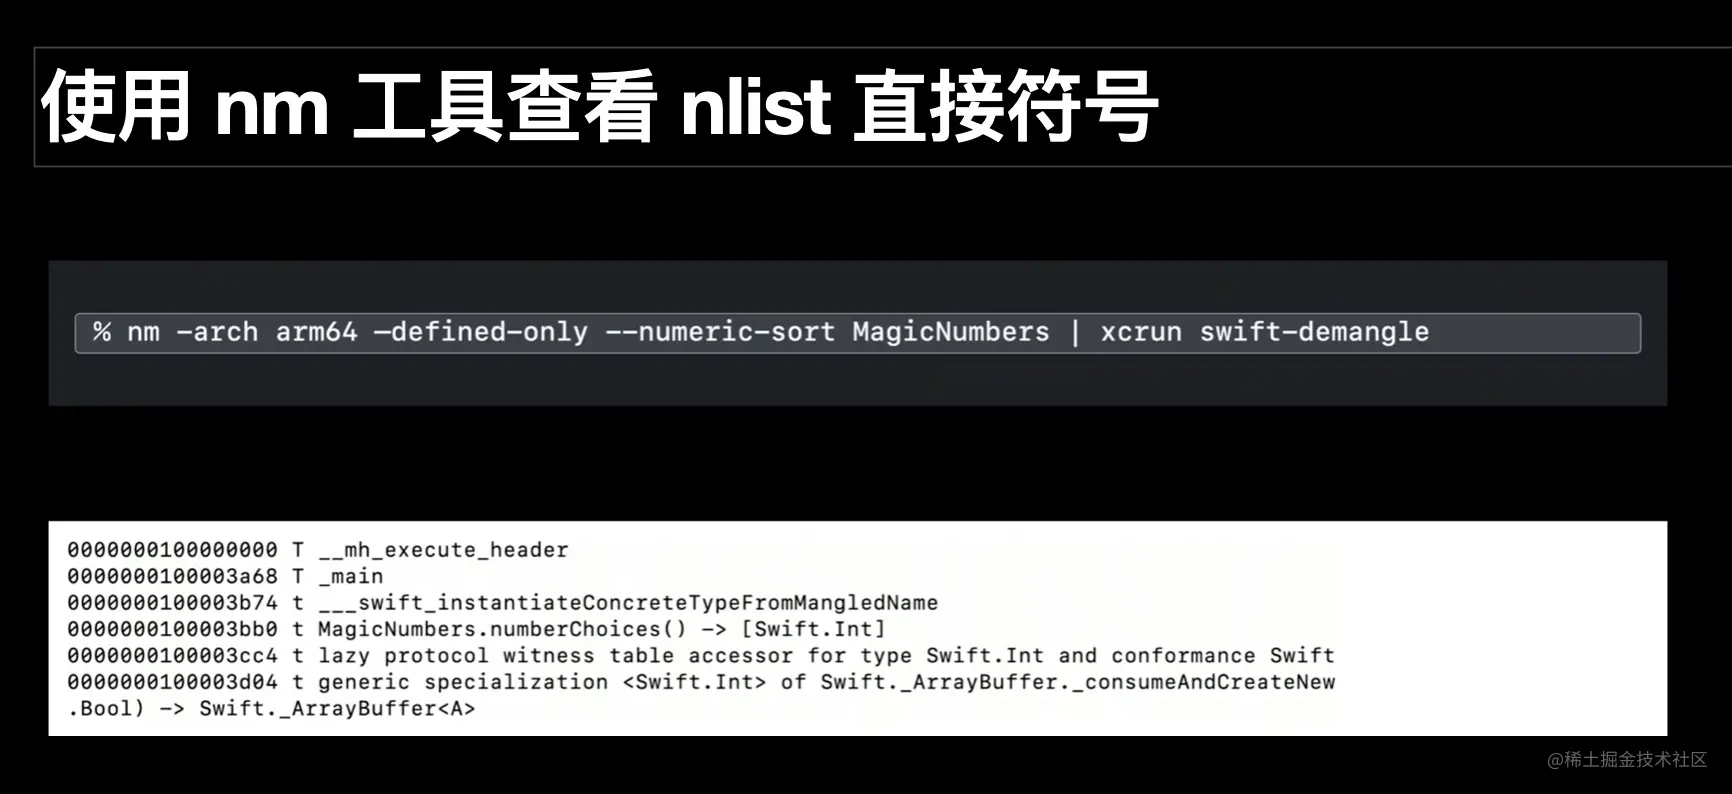 使用 nm 工具查看 nlist 直接符号
% nm –arch arm64 —defined-only --numeric-sort MagicNumbers | xcrun swift-demangle
0000000100000000 T __mh_execute_header
0000000100003a68 T _main
0000000100003b74 t ___swift_instantiateConcreteTypeFromMangledName
0000000100003bb0 t MagicNumbers.numberChoices() -> [Swift.Int]
0000000100003cc4 t lazy protocol witness table accessor for type Swift.Int and conformance Swift
0000000100003d04 t generic specialization <Swift.Int> of Swift._ArrayBuffer._consumeAndCreateNew
.Bool) -> Swift._ArrayBuffer<A>
@稀土掘金技术社区